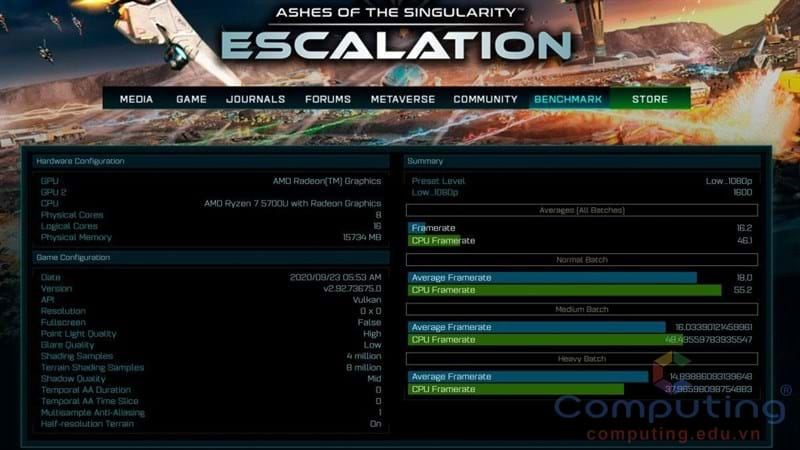 ASHES OF THE SINGULARITY™
ESCALATION
MEDIA GAME JOURNALS FORUMS METAVERSE COMMUNITY BENCHMARK STORE
Hardware Configuration
GPU AMD Radeon(TM) Graphics
GPU 2
CPU AMD Ryzen 7 5700U with Radeon Graphics
Physical Cores 8
Logical Cores 16
Physical Memory 15734 MB
Game Configuration
Date 2020/09/23 05:53 AM
Version v2.92.73675.0
API Vulkan
Resolution 0 x 0
Fullscreen False
Point Light Quality High
Glare Quality Low
Shading Samples 4 million
Terrain Shading Samples 8 million
Shadow Quality Mid
Temporal AA Duration 0
Temporal AA Time Slice 0
Multisample Anti-Aliasing 1
Half-resolution Terrain On
Summary
Preset Level Low_1080p
Low_1080p 1600
Averages (All Batches)
Framerate 16.2
CPU Framerate 46.1
Normal Batch
Average Framerate 18.0
CPU Framerate 55.2
Medium Batch
Average Framerate 16.03390121459961
CPU Framerate 48.49559783935547
Heavy Batch
Average Framerate
CPU Framerate
Computing®
computing.edu.vn